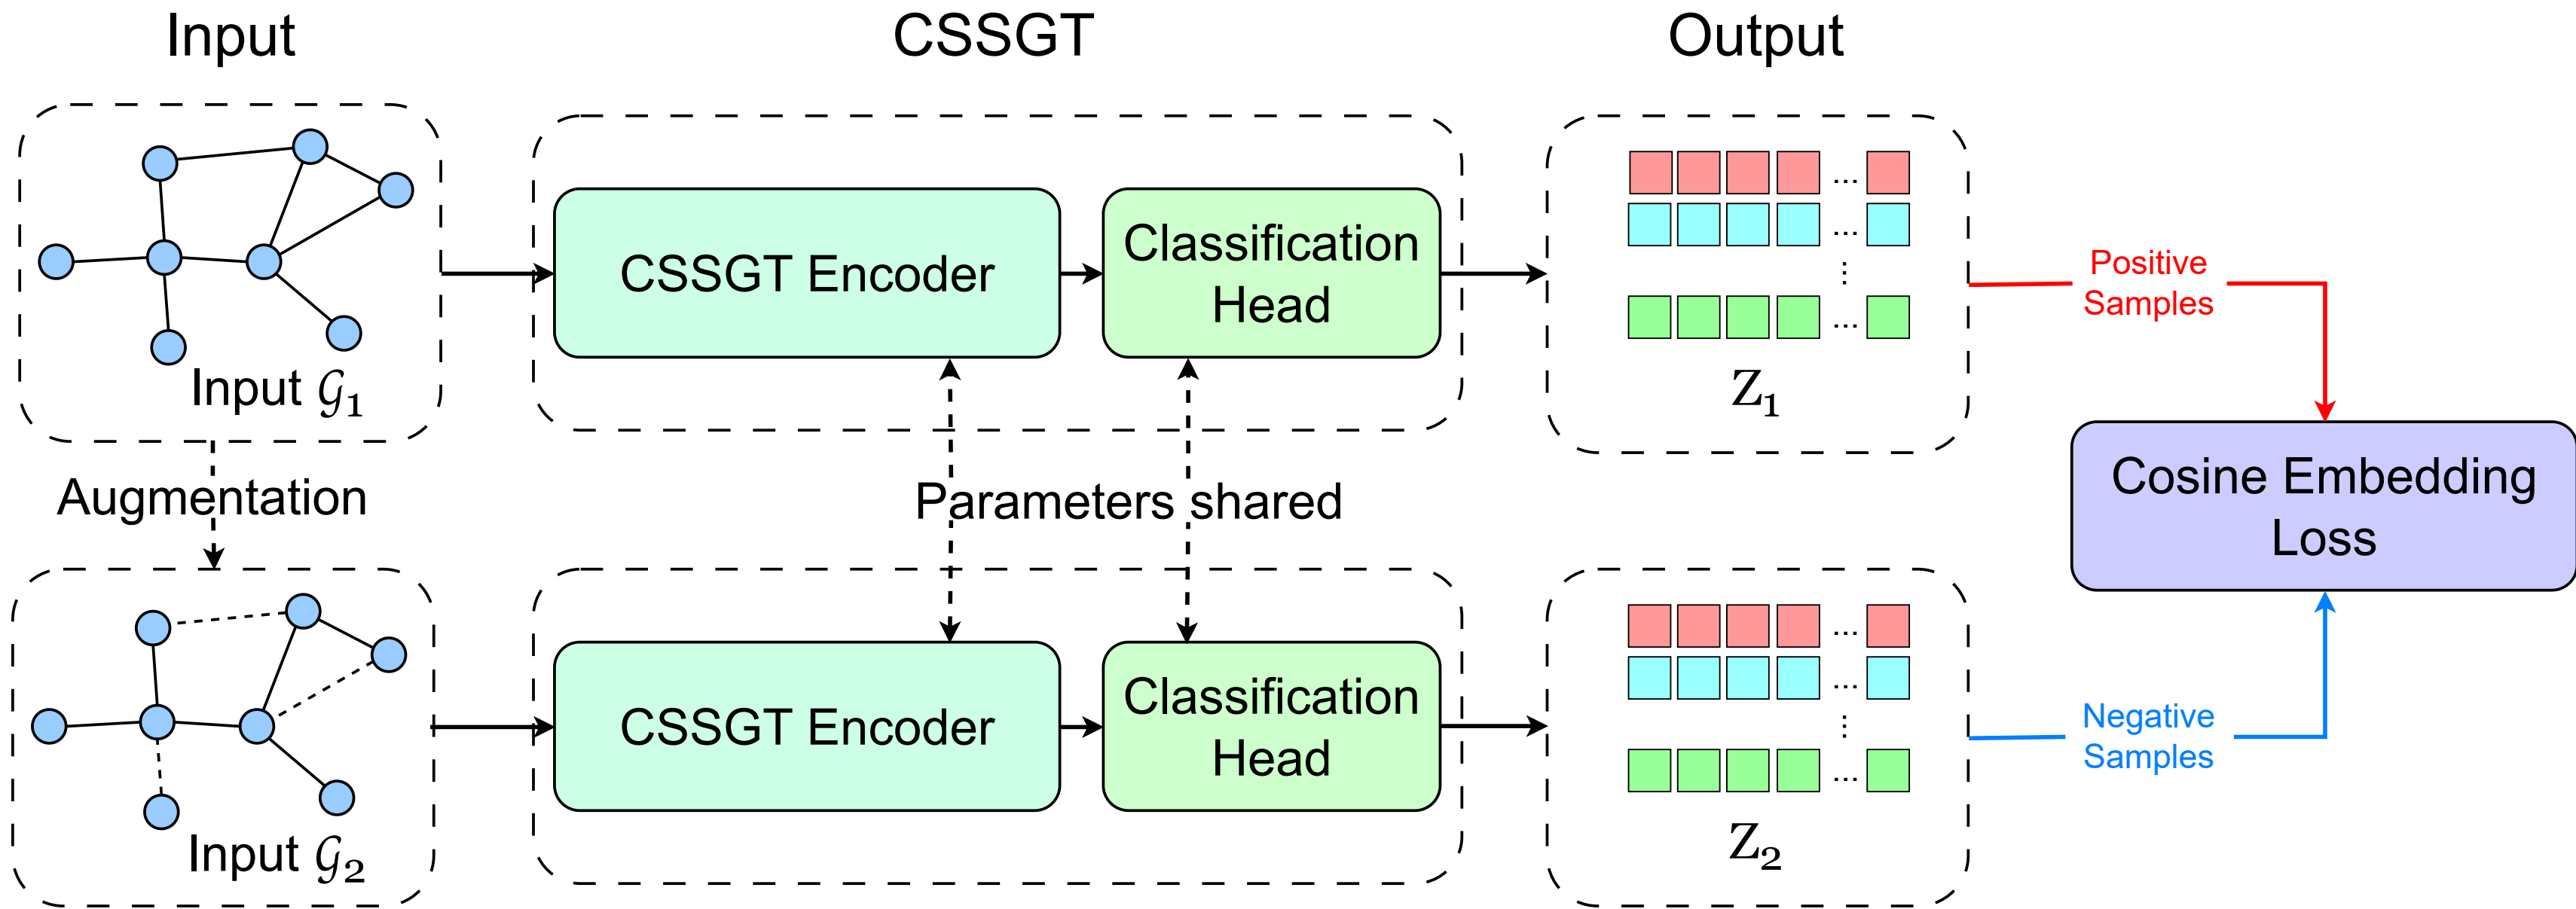 Input
CSSGT
Output
Input 𝒢₁
CSSGT Encoder
Classification
Head
...
...
⋮
...
Z₁
Positive
Samples
Augmentation
Parameters shared
Cosine Embedding
Loss
Input 𝒢₂
CSSGT Encoder
Classification
Head
...
...
⋮
...
Z₂
Negative
Samples